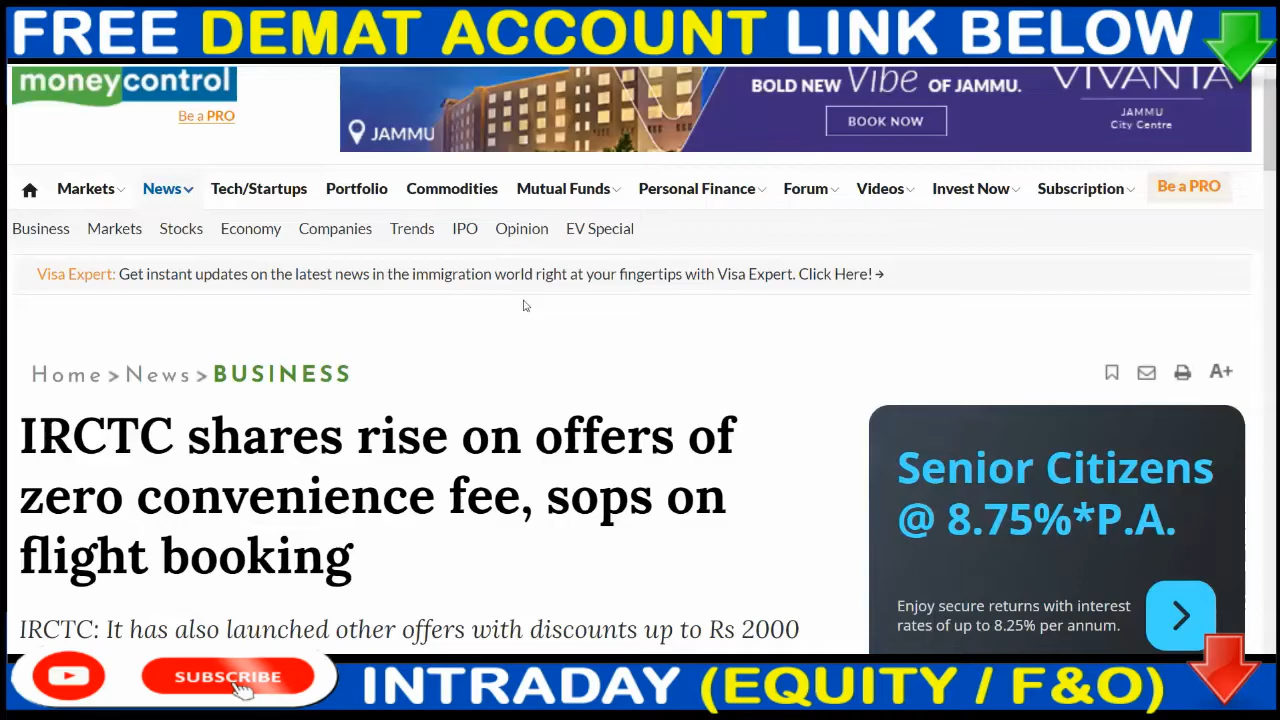 FREE DEMAT ACCOUNT LINK BELOW
moneycontrol
Be a PRO
JAMMU
BOLD NEW Vibe OF JAMMU.
BOOK NOW
VIVANTA
JAMMU
City Centre
Markets News Tech/Startups Portfolio Commodities Mutual Funds Personal Finance Forum Videos Invest Now Subscription Be a PRO
Business Markets Stocks Economy Companies Trends IPO Opinion EV Special
Visa Expert: Get instant updates on the latest news in the immigration world right at your fingertips with Visa Expert. Click Here!
Home > News > BUSINESS
A+
IRCTC shares rise on offers of
zero convenience fee, sops on
flight booking
IRCTC: It has also launched other offers with discounts up to Rs 2000
Senior Citizens
@ 8.75%*P.A.
Enjoy secure returns with interest
rates of up to 8.25% per annum.
SUBSCRIBE
INTRADAY (EQUITY / F&O)